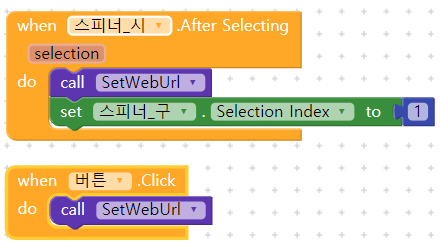 when 스피너_시 .After Selecting
selection
do call SetWebUrl
set 스피너_구 . Selection Index to 1
when 버튼 .Click
do call SetWebUrl